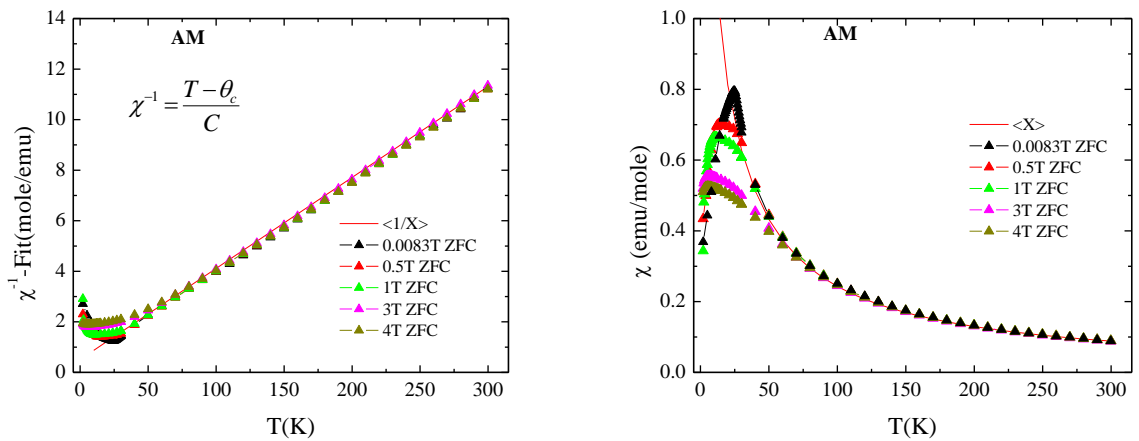 AM
χ⁻¹ = (T − θc) / C
χ⁻¹-Fit(mole/emu)
14
12
10
8
6
4
2
0
<1/X>
0.0083T ZFC
0.5T ZFC
1T ZFC
3T ZFC
4T ZFC
0
50
100
150
200
250
300
T(K)
AM
χ (emu/mole)
1.0
0.8
0.6
0.4
0.2
0.0
<X>
0.0083T ZFC
0.5T ZFC
1T ZFC
3T ZFC
4T ZFC
0
50
100
150
200
250
300
T(K)